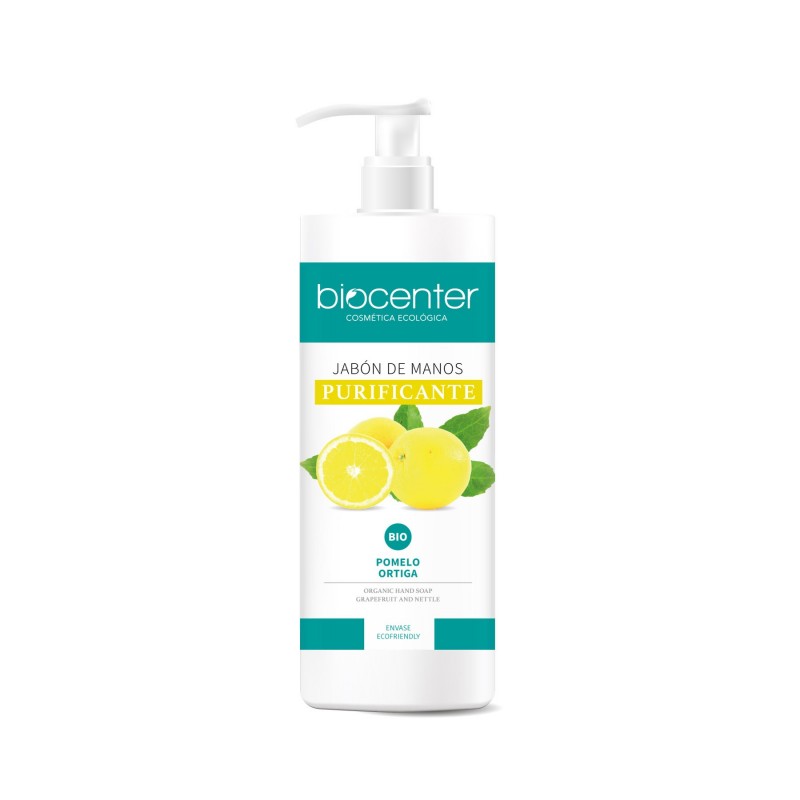 biocenter
COSMÉTICA ECOLÓGICA
JABÓN DE MANOS
PURIFICANTE
BIO
POMELO
ORTIGA
ORGANIC HAND SOAP
GRAPEFRUIT AND NETTLE
ENVASE
ECOFRIENDLY